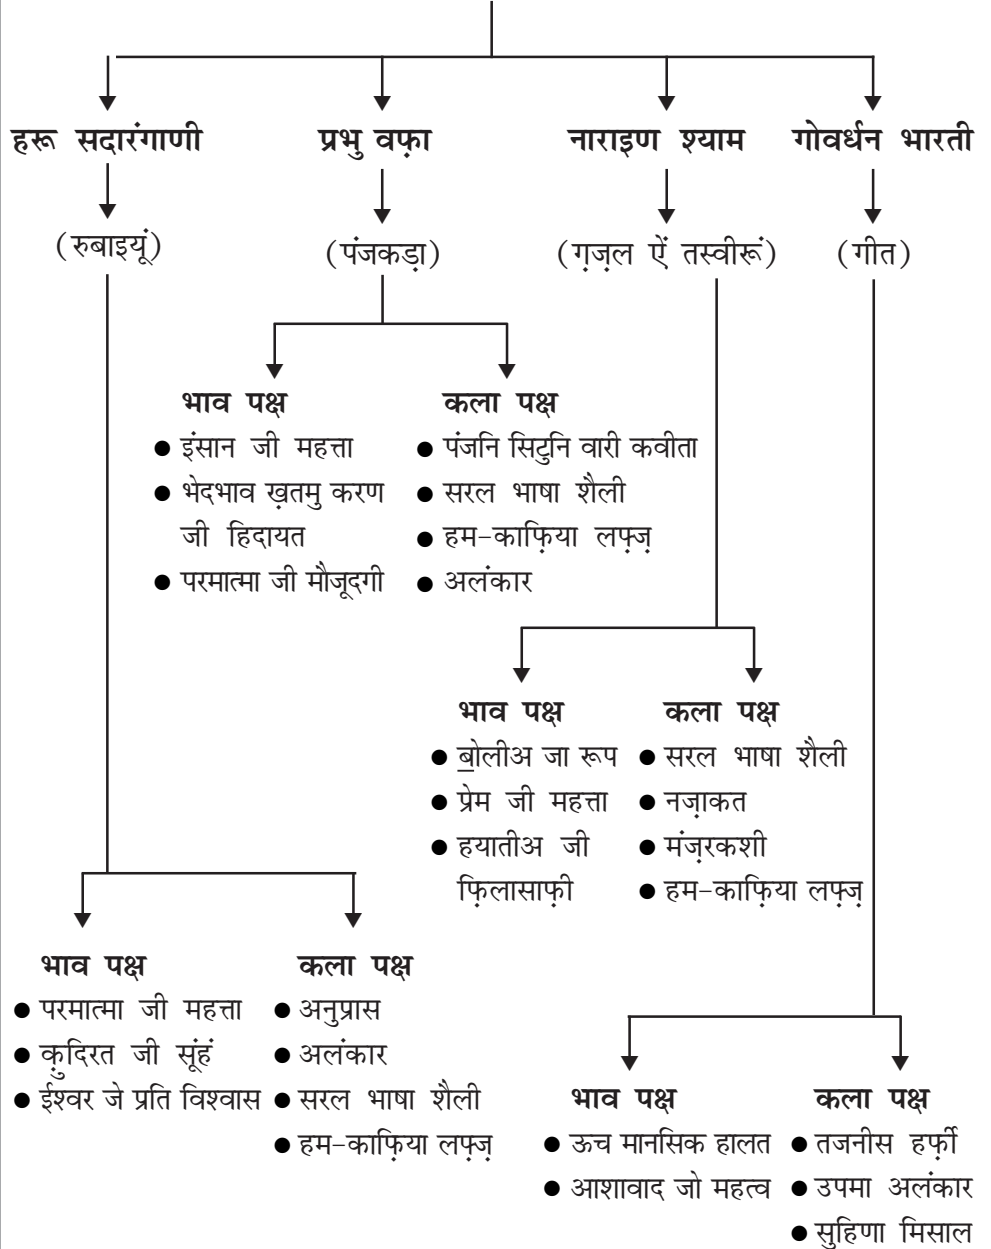 हरू सदारंगाणी
प्रभु वफ़ा
नाराइण श्याम
गोवर्धन भारती
(रुबाइयूं)
(पंजकड़ा)
(ग़ज़ल ऐं तस्वीरूं)
(गीत)
भाव पक्ष
● इंसान जी महत्ता
● भेदभाव ख़तमु करण
जी हिदायत
● परमात्मा जी मौजूदगी
कला पक्ष
● पंजनि सिटुनि वारी कवीता
● सरल भाषा शैली
● हम-काफ़िया लफ़्ज़
● अलंकार
भाव पक्ष
● ॿोलीअ जा रूप
● प्रेम जी महत्ता
● हयातीअ जी
फ़िलासाफ़ी
कला पक्ष
● सरल भाषा शैली
● नज़ाकत
● मंज़रकशी
● हम-काफ़िया लफ़्ज़
भाव पक्ष
● परमात्मा जी महत्ता
● क़ुदिरत जी सूंहं
● ईश्वर जे प्रति विश्वास
कला पक्ष
● अनुप्रास
● अलंकार
● सरल भाषा शैली
● हम-काफ़िया लफ़्ज़
भाव पक्ष
● ऊच मानसिक हालत
● आशावाद जो महत्व
कला पक्ष
● तजनीस हर्फ़ी
● उपमा अलंकार
● सुहिणा मिसाल